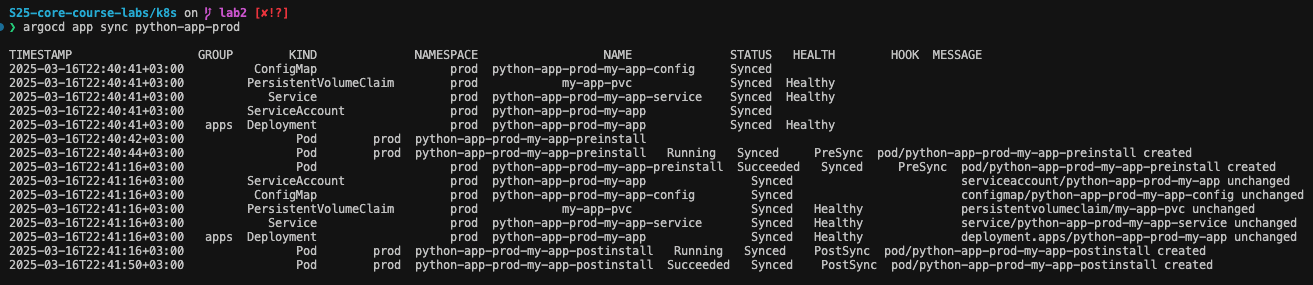 S25-core-course-labs/k8s on lab2 [✘!?]
❯ argocd app sync python-app-prod
TIMESTAMP GROUP KIND NAMESPACE NAME STATUS HEALTH HOOK MESSAGE
2025-03-16T22:40:41+03:00 ConfigMap prod python-app-prod-my-app-config Synced
2025-03-16T22:40:41+03:00 PersistentVolumeClaim prod my-app-pvc Synced Healthy
2025-03-16T22:40:41+03:00 Service prod python-app-prod-my-app-service Synced Healthy
2025-03-16T22:40:41+03:00 ServiceAccount prod python-app-prod-my-app Synced
2025-03-16T22:40:41+03:00 apps Deployment prod python-app-prod-my-app Synced Healthy
2025-03-16T22:40:42+03:00 Pod prod python-app-prod-my-app-preinstall
2025-03-16T22:40:44+03:00 Pod prod python-app-prod-my-app-preinstall Running Synced PreSync pod/python-app-prod-my-app-preinstall created
2025-03-16T22:41:16+03:00 Pod prod python-app-prod-my-app-preinstall Succeeded Synced PreSync pod/python-app-prod-my-app-preinstall created
2025-03-16T22:41:16+03:00 ServiceAccount prod python-app-prod-my-app Synced serviceaccount/python-app-prod-my-app unchanged
2025-03-16T22:41:16+03:00 ConfigMap prod python-app-prod-my-app-config Synced configmap/python-app-prod-my-app-config unchanged
2025-03-16T22:41:16+03:00 PersistentVolumeClaim prod my-app-pvc Synced Healthy persistentvolumeclaim/my-app-pvc unchanged
2025-03-16T22:41:16+03:00 Service prod python-app-prod-my-app-service Synced Healthy service/python-app-prod-my-app-service unchanged
2025-03-16T22:41:16+03:00 apps Deployment prod python-app-prod-my-app Synced Healthy deployment.apps/python-app-prod-my-app unchanged
2025-03-16T22:41:16+03:00 Pod prod python-app-prod-my-app-postinstall Running Synced PostSync pod/python-app-prod-my-app-postinstall created
2025-03-16T22:41:50+03:00 Pod prod python-app-prod-my-app-postinstall Succeeded Synced PostSync pod/python-app-prod-my-app-postinstall created